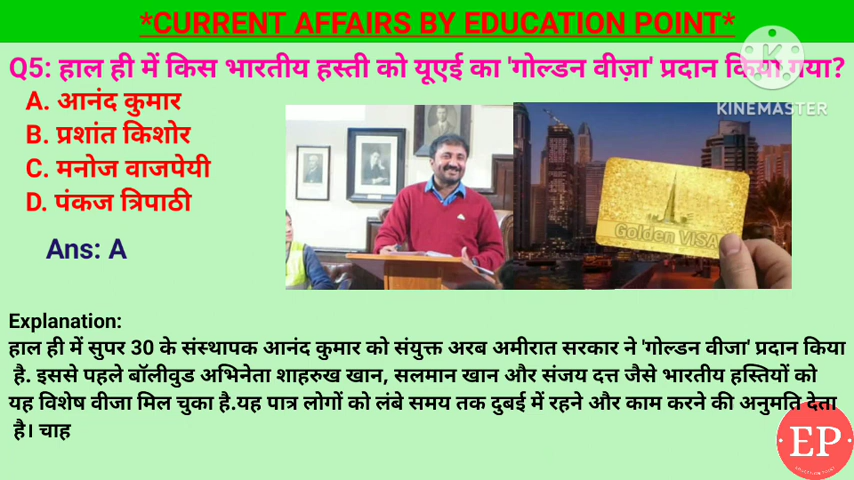 *CURRENT AFFAIRS BY EDUCATION POINT*
Q5: हाल ही में किस भारतीय हस्ती को यूएई का 'गोल्डन वीज़ा' प्रदान किया गया?
KINEMASTER
A. आनंद कुमार
B. प्रशांत किशोर
C. मनोज वाजपेयी
D. पंकज त्रिपाठी
Golden VISA
Ans: A
Explanation:
हाल ही में सुपर 30 के संस्थापक आनंद कुमार को संयुक्त अरब अमीरात सरकार ने 'गोल्डन वीजा' प्रदान किया
है. इससे पहले बॉलीवुड अभिनेता शाहरुख खान, सलमान खान और संजय दत्त जैसे भारतीय हस्तियों को
यह विशेष वीजा मिल चुका है.यह पात्र लोगों को लंबे समय तक दुबई में रहने और काम करने की अनुमति देता
है। चाह
EP